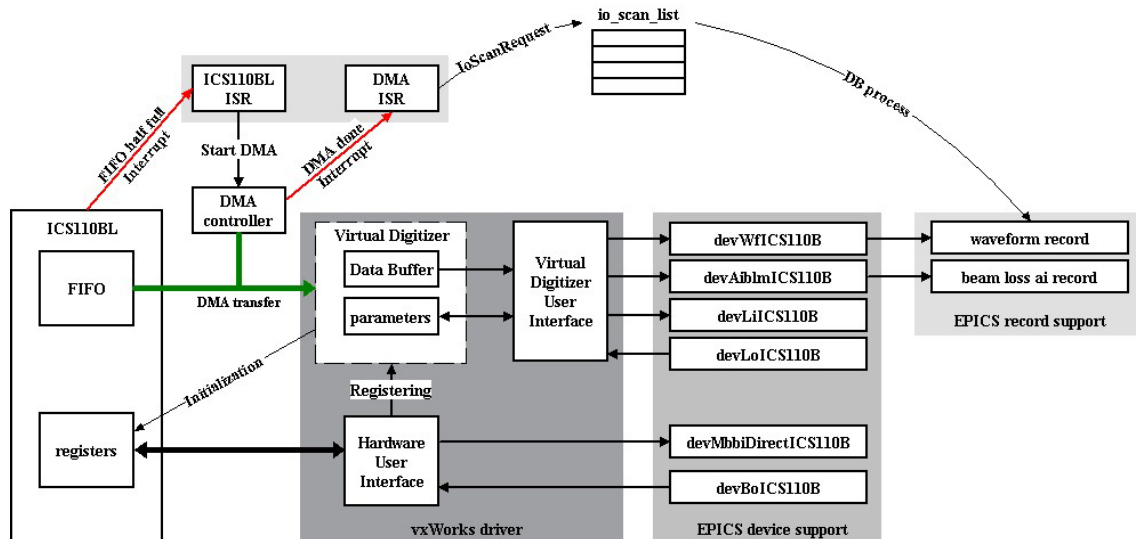 io_scan_list
IoScanRequest
ICS110BL
ISR
DMA
ISR
DB process
FIFO half full
Interrupt
Start DMA
DMA done
Interrupt
DMA
controller
ICS110BL
FIFO
DMA transfer
Virtual Digitizer
Data Buffer
parameters
Virtual
Digitizer
User
Interface
devWfICS110B
devAiblmICS110B
devLiICS110B
devLoICS110B
waveform record
beam loss ai record
EPICS record support
Initialization
Registering
registers
Hardware
User
Interface
devMbbiDirectICS110B
devBoICS110B
vxWorks driver
EPICS device support